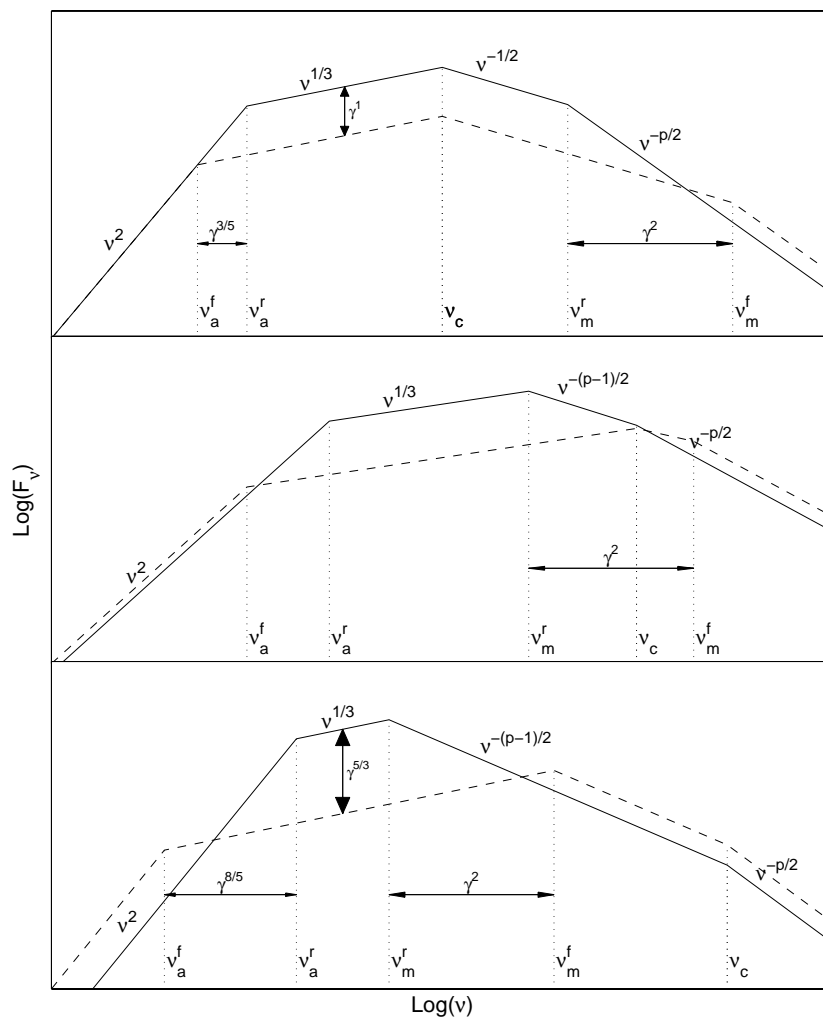 ν^{1/3}
ν^{-1/2}
γ^1
ν^{-p/2}
ν^2
γ^{3/5}
γ^2
ν_a^f
ν_a^r
ν_c
ν_m^r
ν_m^f
ν^{1/3}
ν^{-(p-1)/2}
ν^{-p/2}
ν^2
γ^2
ν_a^f
ν_a^r
ν_m^r
ν_c
ν_m^f
ν^{1/3}
ν^{-(p-1)/2}
γ^{5/3}
ν^{-p/2}
ν^2
γ^{8/5}
γ^2
ν_a^f
ν_a^r
ν_m^r
ν_m^f
ν_c
Log(F_ν)
Log(ν)